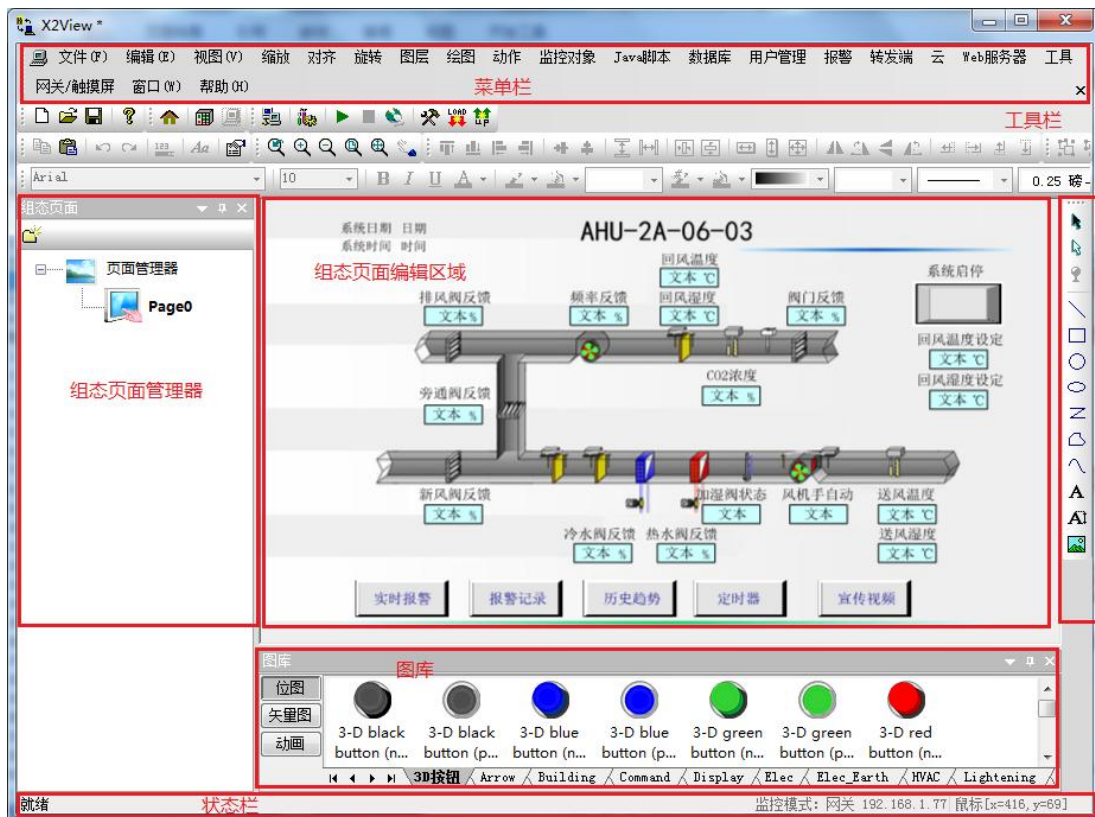 X2View *
文件(F) 编辑(E) 视图(V) 缩放 对齐 旋转 图层 绘图 动作 监控对象 Java脚本 数据库 用户管理 报警 转发端 云 Web服务器 工具
网关/触摸屏 窗口(W) 帮助(H) 菜单栏
LOAD UP 工具栏
123 Aa
Arial 10 B I U A 0.25 磅
组态页面
页面管理器
Page0
组态页面管理器
系统日期 日期 AHU-2A-06-03
系统时间 时间
组态页面编辑区域 回风温度 系统启停
文本 ℃
排风阀反馈 频率反馈 回风湿度 阀门反馈
文本 % 文本 % 文本 ℃ 文本 %
回风温度设定
文本 ℃
CO2浓度 回风湿度设定
旁通阀反馈 文本 % 文本 ℃
文本 %
新风阀反馈 加湿阀状态 风机手自动 送风温度
文本 % 文本 文本 文本 ℃
冷水阀反馈 热水阀反馈 送风湿度
文本 % 文本 % 文本 ℃
实时报警 报警记录 历史趋势 定时器 宣传视频
A
A
图库 图库
位图
矢量图
动画
3-D black button (n... 3-D black button (p... 3-D blue button (n... 3-D blue button (p... 3-D green button (n... 3-D green button (p... 3-D red button (n...
3D按钮 Arrow Building Command Display Elec Elec_Earth HVAC Lightening
就绪 状态栏 监控模式: 网关 192.168.1.77 鼠标[x=416,y=69]